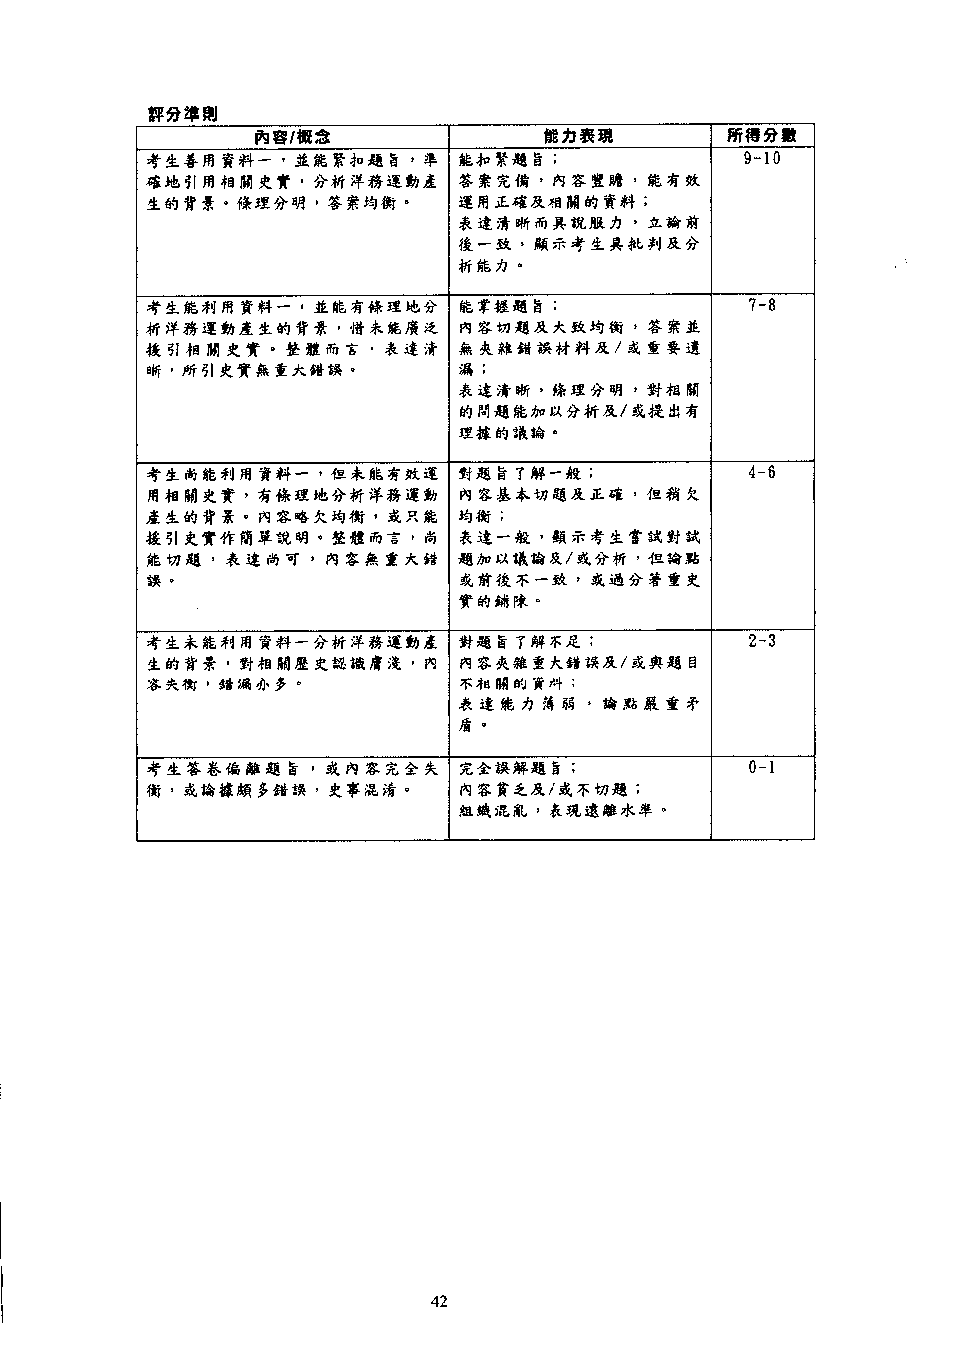 評分準則
內容/概念
能力表現
所得分數
考生善用資料一，並能緊扣題旨，準
確地引用相關史實，分析洋務運動產
生的背景。條理分明，答案均衡。
能扣緊題旨；
答案完備，內容豐贍，能有效
運用正確及相關的資料；
表達清晰而具說服力，立論前
後一致，顯示考生具批判及分
析能力。
9-10
考生能利用資料一，並能有條理地分
析洋務運動產生的背景，惜未能廣泛
援引相關史實。整體而言，表達清
晰，所引史實無重大錯誤。
能掌握題旨；
內容切題及大致均衡，答案並
無夾雜錯誤材料及/或重要遺
漏；
表達清晰，條理分明，對相關
的問題能加以分析及/或提出有
理據的議論。
7-8
考生尚能利用資料一，但未能有效運
用相關史實，有條理地分析洋務運動
產生的背景。內容略欠均衡，或只能
援引史實作簡單說明。整體而言，尚
能切題，表達尚可，內容無重大錯
誤。
對題旨了解一般；
內容基本切題及正確，但稍欠
均衡；
表達一般，顯示考生嘗試對試
題加以議論及/或分析，但論點
或前後不一致，或過分著重史
實的鋪陳。
4-6
考生未能利用資料一分析洋務運動產
生的背景，對相關歷史認識膚淺，內
容失衡，錯漏亦多。
對題旨了解不足；
內容夾雜重大錯誤及/或與題目
不相關的資料；
表達能力薄弱，論點嚴重矛
盾。
2-3
考生答卷偏離題旨，或內容完全失
衡，或論據頗多錯誤，史事混淆。
完全誤解題旨；
內容貧乏及/或不切題；
組織混亂，表現遠離水準。
0-1
42